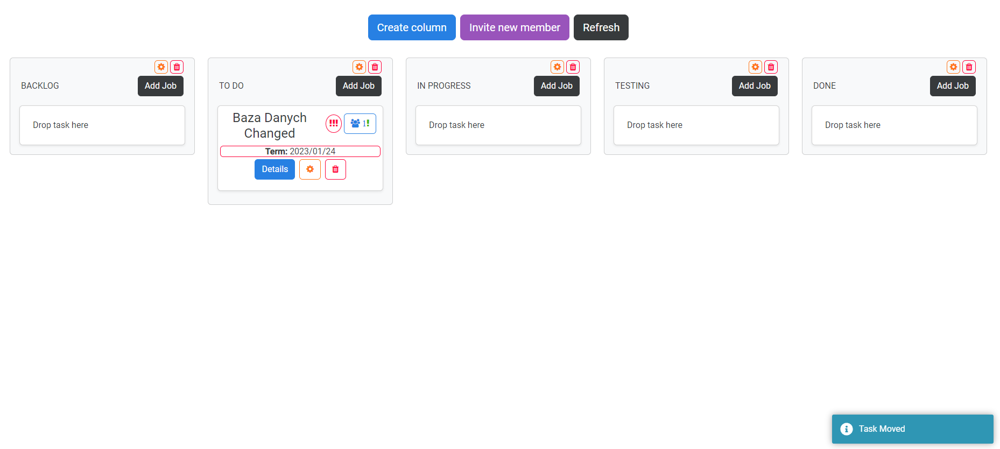 Create column Invite new member Refresh
BACKLOG Add Job
Drop task here
TO DO Add Job
Baza Danych
Changed
!!! 1!
Term: 2023/01/24
Details
IN PROGRESS Add Job
Drop task here
TESTING Add Job
Drop task here
DONE Add Job
Drop task here
Task Moved